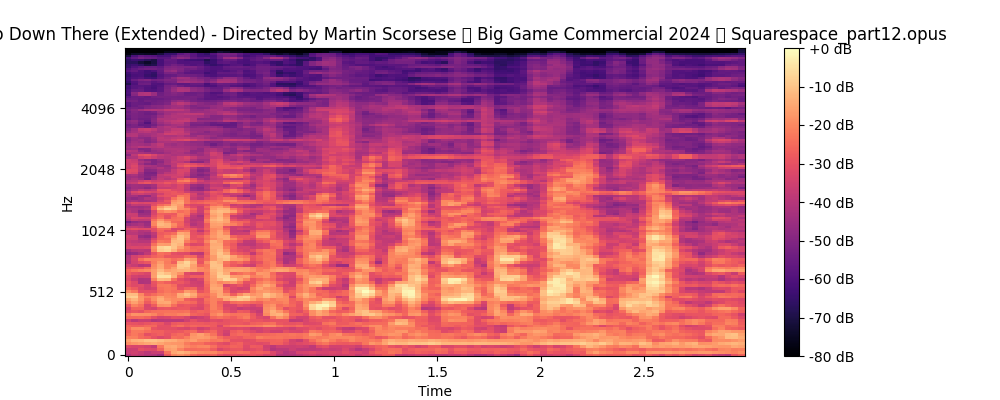 Down There (Extended) - Directed by Martin Scorsese ▯ Big Game Commercial 2024 ▯ Squarespace_part12.opus
+0 dB
-10 dB
-20 dB
-30 dB
-40 dB
-50 dB
-60 dB
-70 dB
-80 dB
4096
2048
1024
512
0
Hz
0
0.5
1
1.5
2
2.5
Time